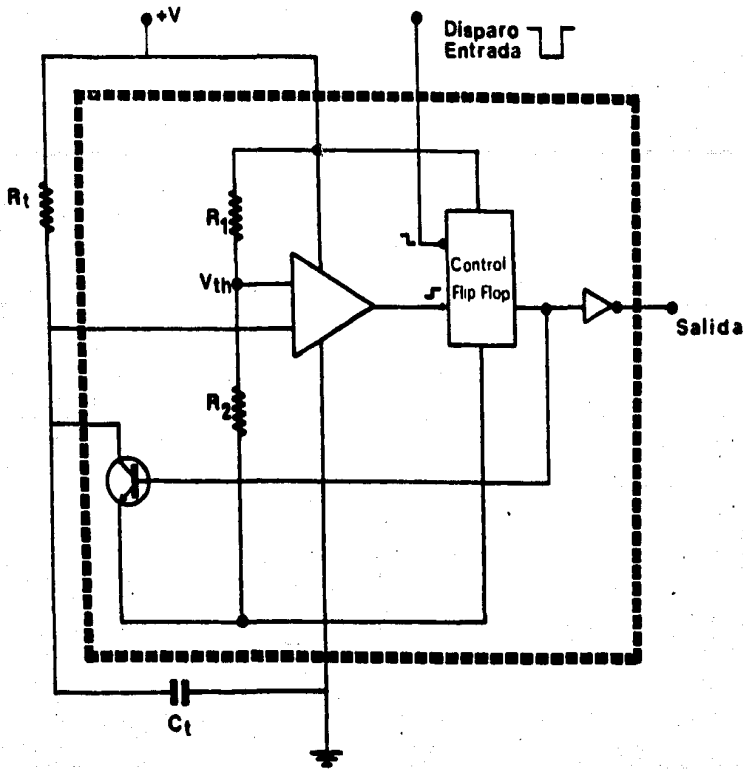 +V
Disparo
Entrada
Rt
R1
Vth
Control
Flip Flop
Salida
R2
Ct